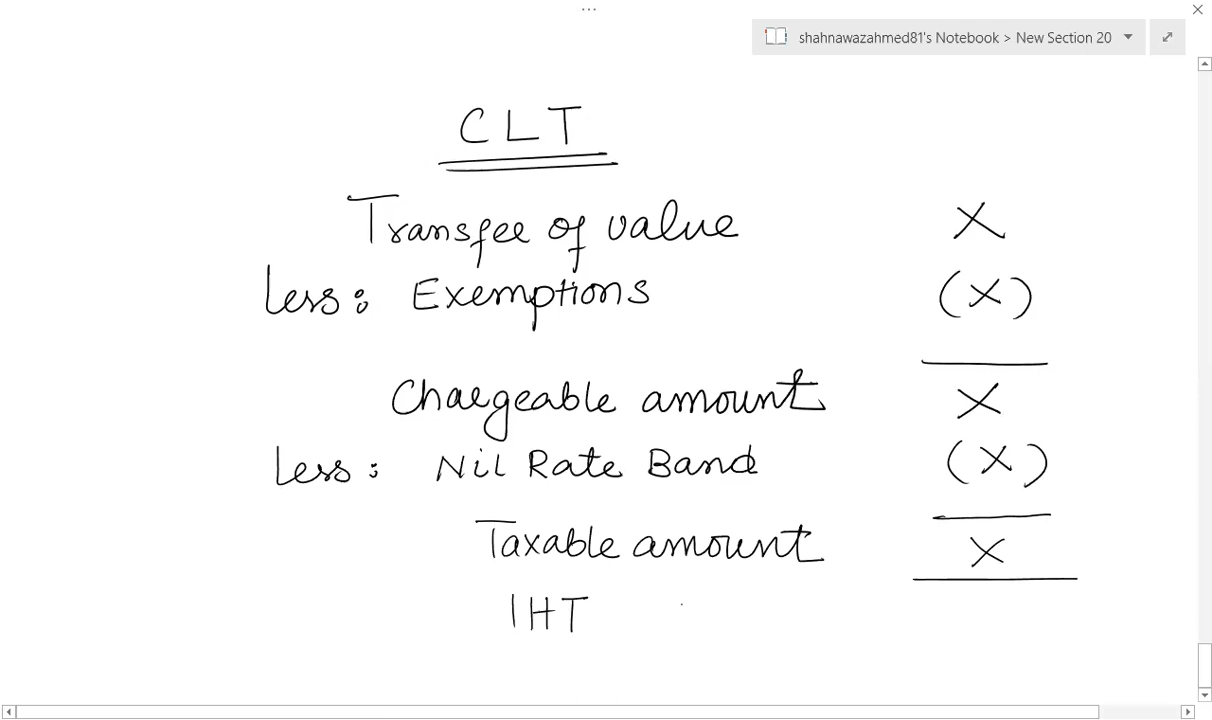 shahnawazahmed81's Notebook > New Section 20
CLT
Transfer of value X
less: Exemptions (X)
Chargeable amount X
less: Nil Rate Band (X)
Taxable amount X
IHT